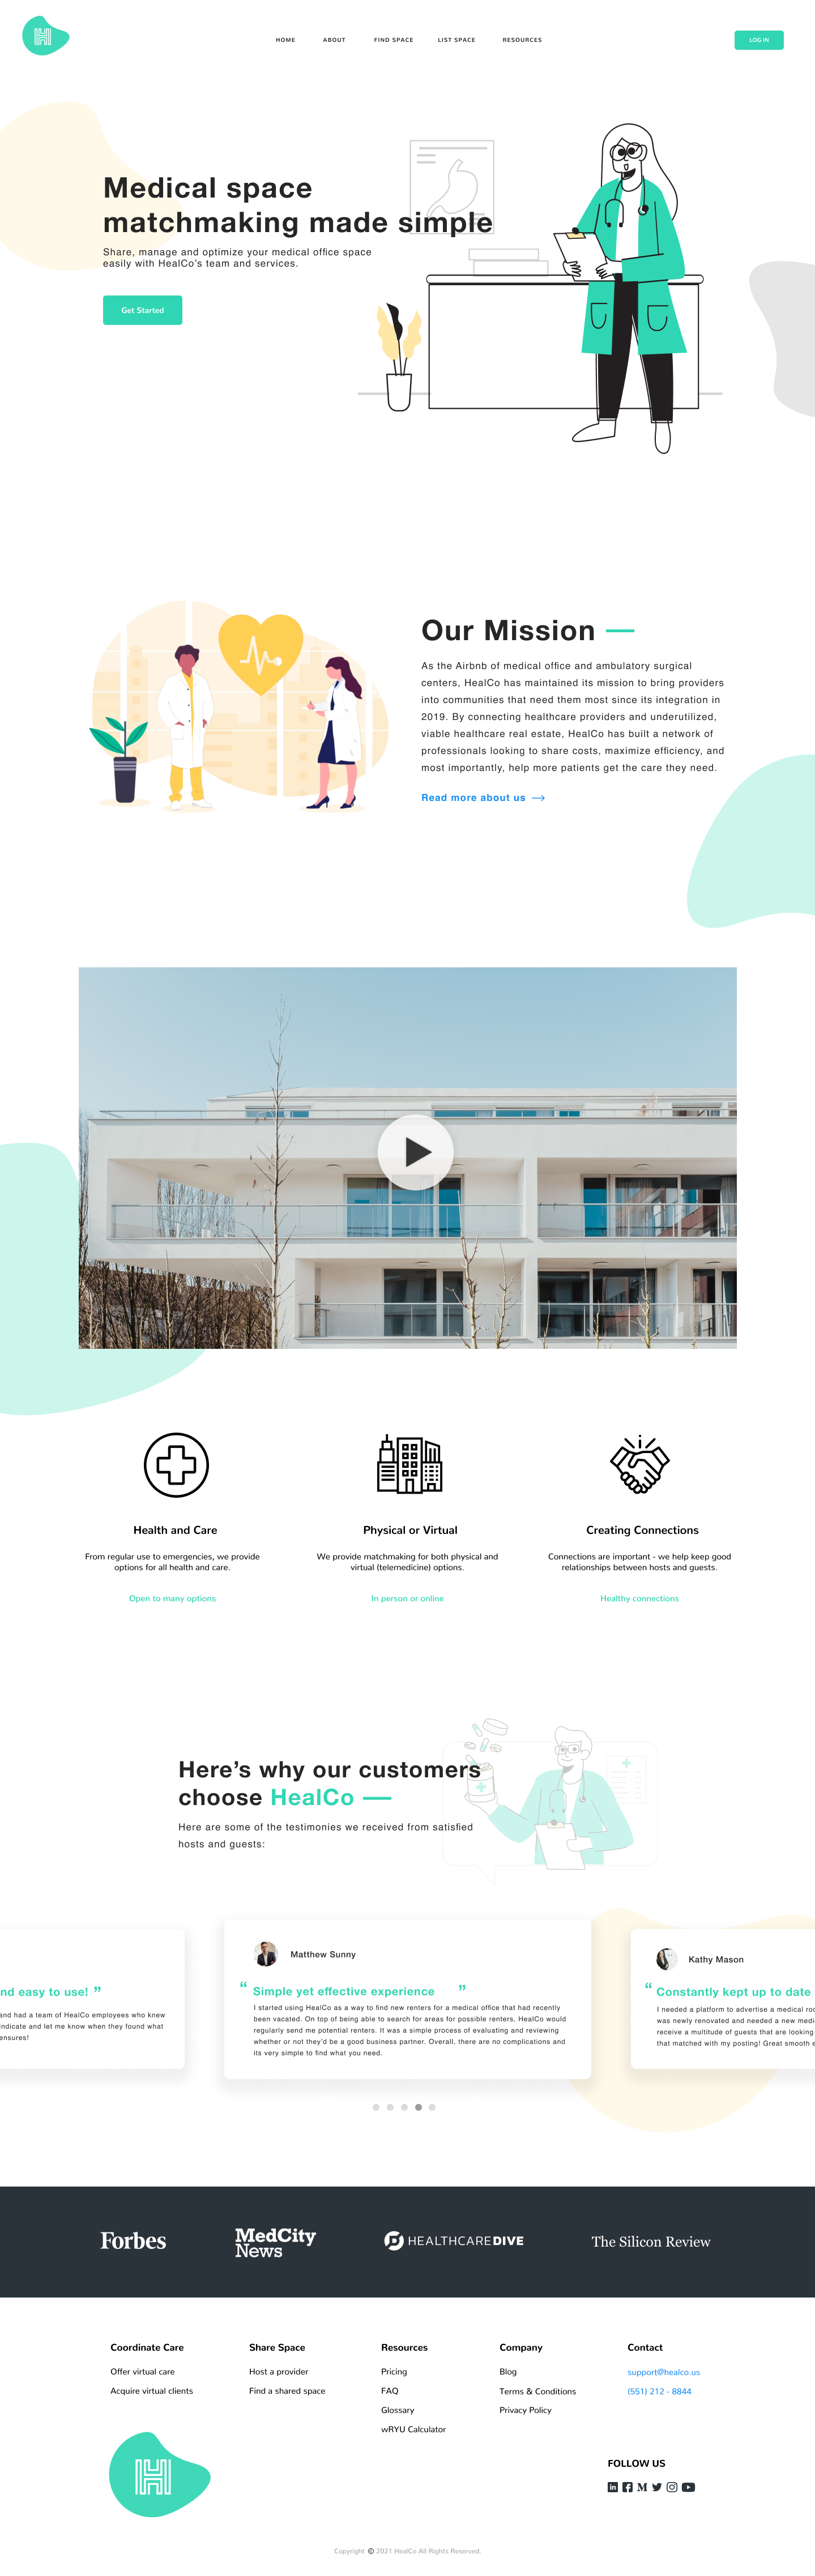 HOME ABOUT FIND SPACE LIST SPACE RESOURCES LOG IN
Medical space
matchmaking made simple
Share, manage and optimize your medical office space
easily with HealCo's team and services.
Get Started
Our Mission
As the Airbnb of medical office and ambulatory surgical
centers, HealCo has maintained its mission to bring providers
into communities that need them most since its integration in
2019. By connecting healthcare providers and underutilized,
viable healthcare real estate, HealCo has built a network of
professionals looking to share costs, maximize efficiency, and
most importantly, help more patients get the care they need.
Read more about us →
Health and Care
From regular use to emergencies, we provide
options for all health and care.
Open to many options
Physical or Virtual
We provide matchmaking for both physical and
virtual (telemedicine) options.
In person or online
Creating Connections
Connections are important - we help keep good
relationships between hosts and guests.
Healthy connections
Here's why our customers
choose HealCo
Here are some of the testimonies we received from satisfied
hosts and guests:
nd easy to use! ”
and had a team of HealCo employees who knew
indicate and let me know when they found what
ensures!
Matthew Sunny
“ Simple yet effective experience ”
I started using HealCo as a way to find new renters for a medical office that had recently
been vacated. On top of being able to search for areas for possible renters, HealCo would
regularly send me potential renters. It was a simple process of evaluating and reviewing
whether or not they'd be a good business partner. Overall, there are no complications and
its very simple to find what you need.
Kathy Mason
“ Constantly kept up to date
I needed a platform to advertise a medical roo
was newly renovated and needed a new medi
receive a multitude of guests that are looking
that matched with my posting! Great smooth e
Forbes
MedCity
News
HEALTHCAREDIVE
The Silicon Review
Coordinate Care
Offer virtual care
Acquire virtual clients
Share Space
Host a provider
Find a shared space
Resources
Pricing
FAQ
Glossary
wRYU Calculator
Company
Blog
Terms & Conditions
Privacy Policy
Contact
support@healco.us
(551) 212 - 8844
FOLLOW US
Copyright © 2021 HealCo All Rights Reserved.